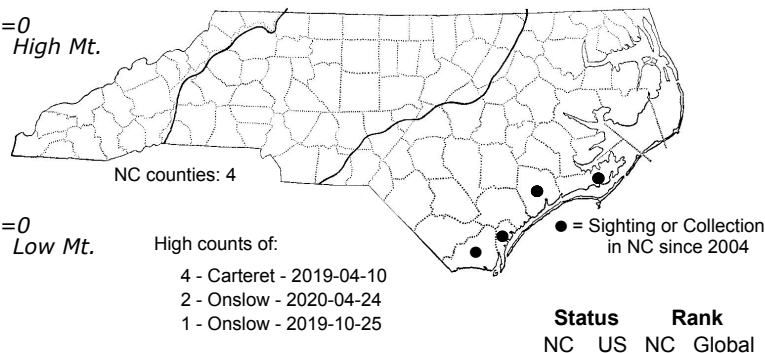 =0
High Mt.
NC counties: 4
=0
Low Mt.
High counts of:
4 - Carteret - 2019-04-10
2 - Onslow - 2020-04-24
1 - Onslow - 2019-10-25
● = Sighting or Collection
in NC since 2004
Status Rank
NC US NC Global